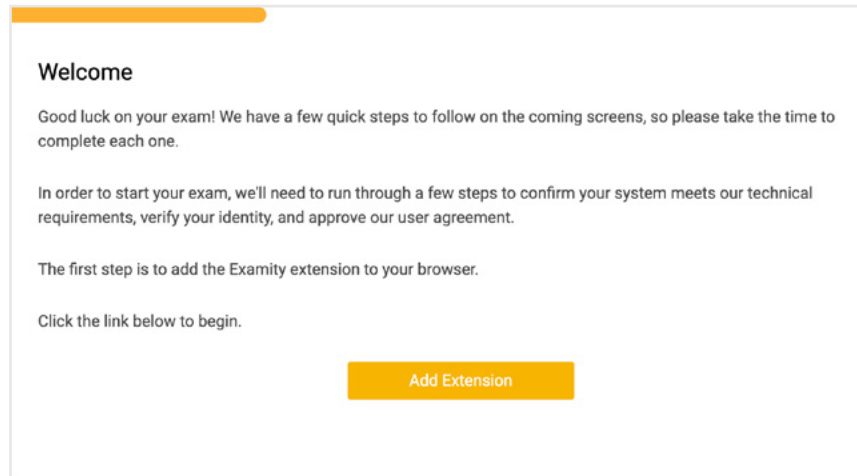 Welcome
Good luck on your exam! We have a few quick steps to follow on the coming screens, so please take the time to
complete each one.
In order to start your exam, we'll need to run through a few steps to confirm your system meets our technical
requirements, verify your identity, and approve our user agreement.
The first step is to add the Examity extension to your browser.
Click the link below to begin.
Add Extension